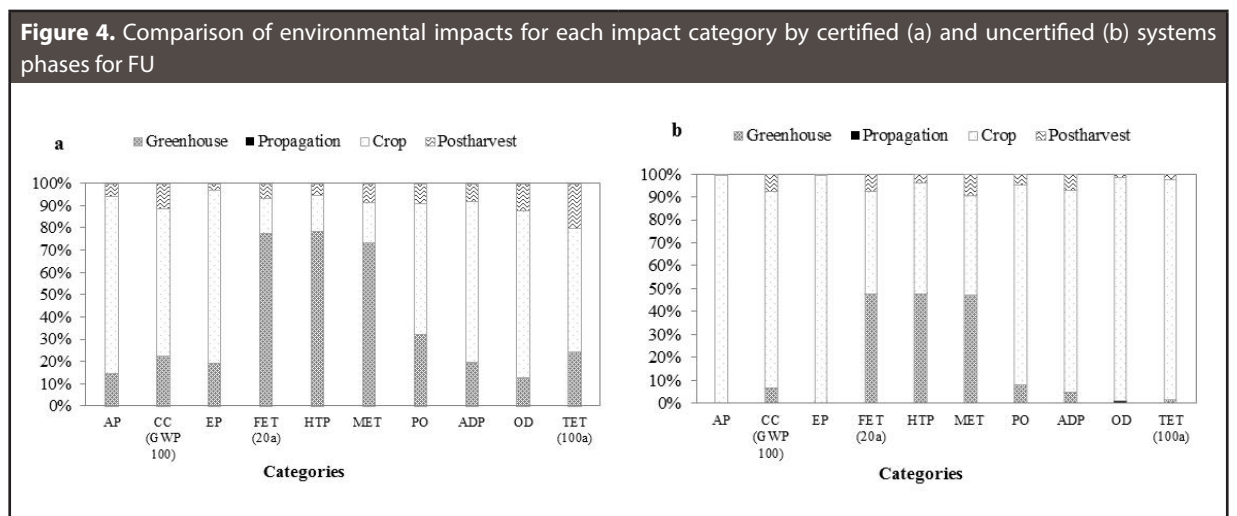 Figure 4. Comparison of environmental impacts for each impact category by certified (a) and uncertified (b) systems
phases for FU
a
Greenhouse Propagation Crop Postharvest
100%
90%
80%
70%
60%
50%
40%
30%
20%
10%
0%
AP CC EP FET HTP MET PO ADP OD TET
(GWP (20a) (100a)
100)
Categories
b
Greenhouse Propagation Crop Postharvest
100%
90%
80%
70%
60%
50%
40%
30%
20%
10%
0%
AP CC EP FET HTP MET PO ADP OD TET
(GWP (20a) (100a)
100)
Categories